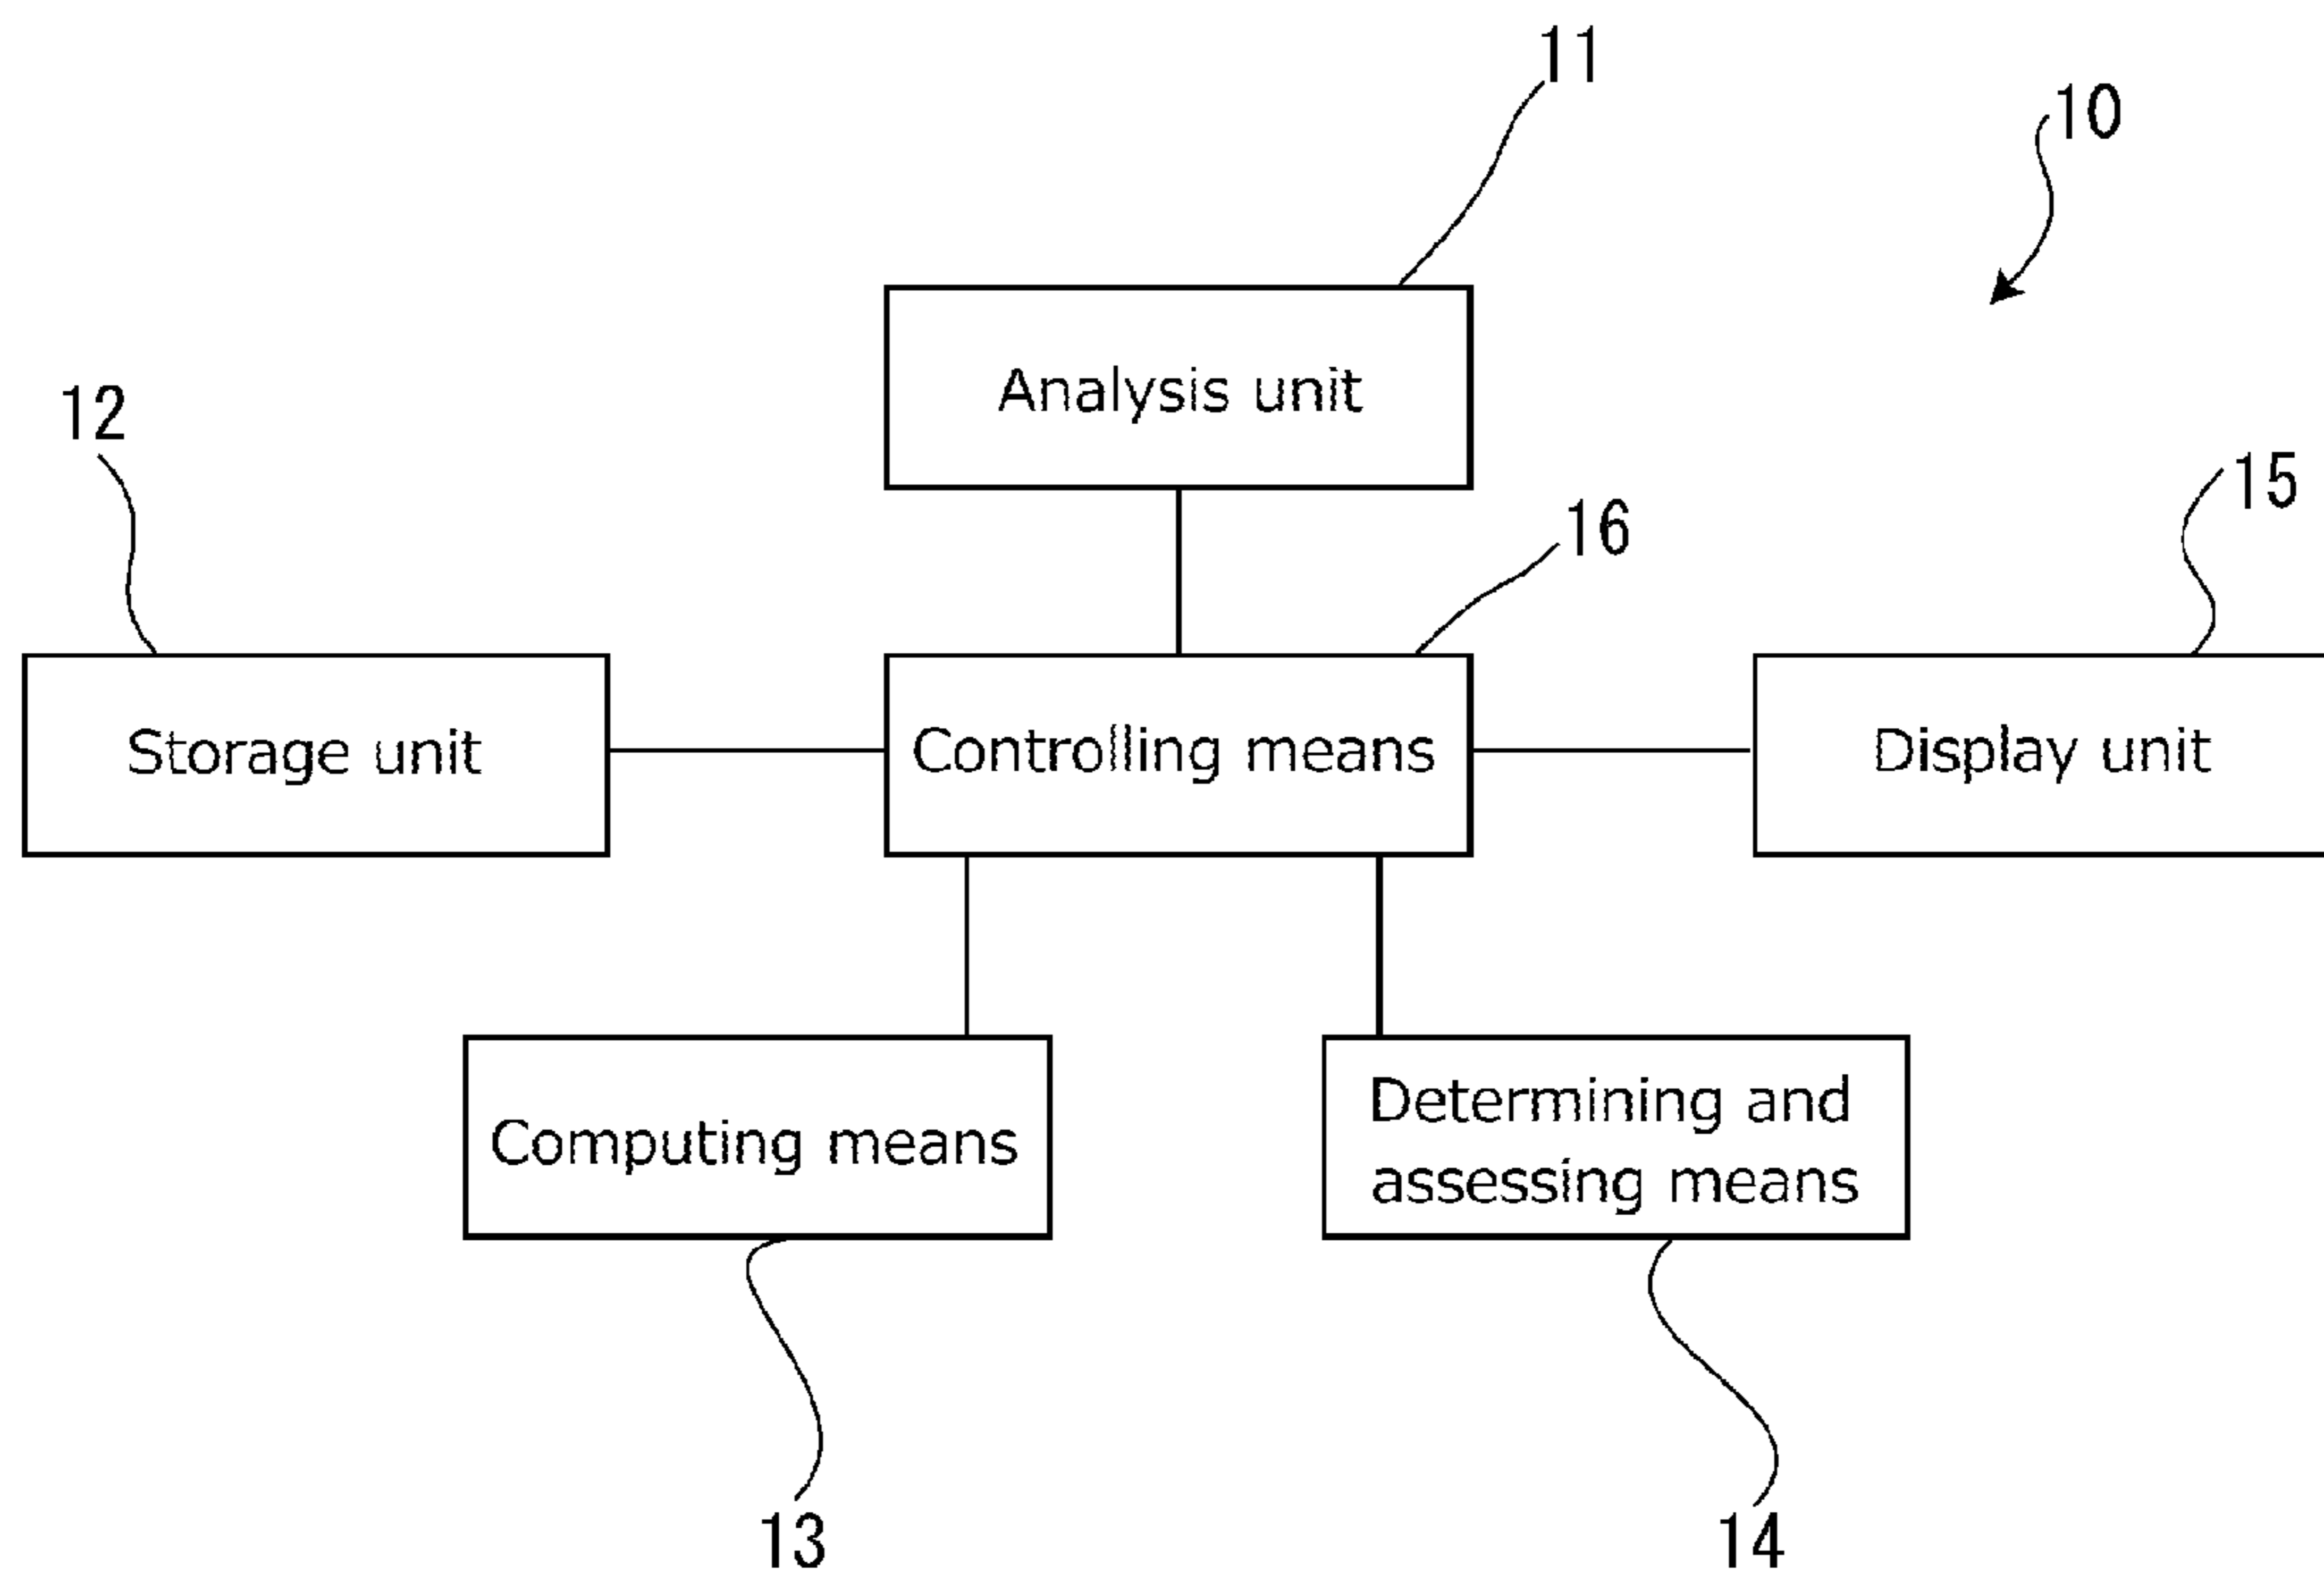 11
10
Analysis unit
12
15
16
Storage unit
Controlling means
Display unit
Computing means
Determining and
assessing means
13
14